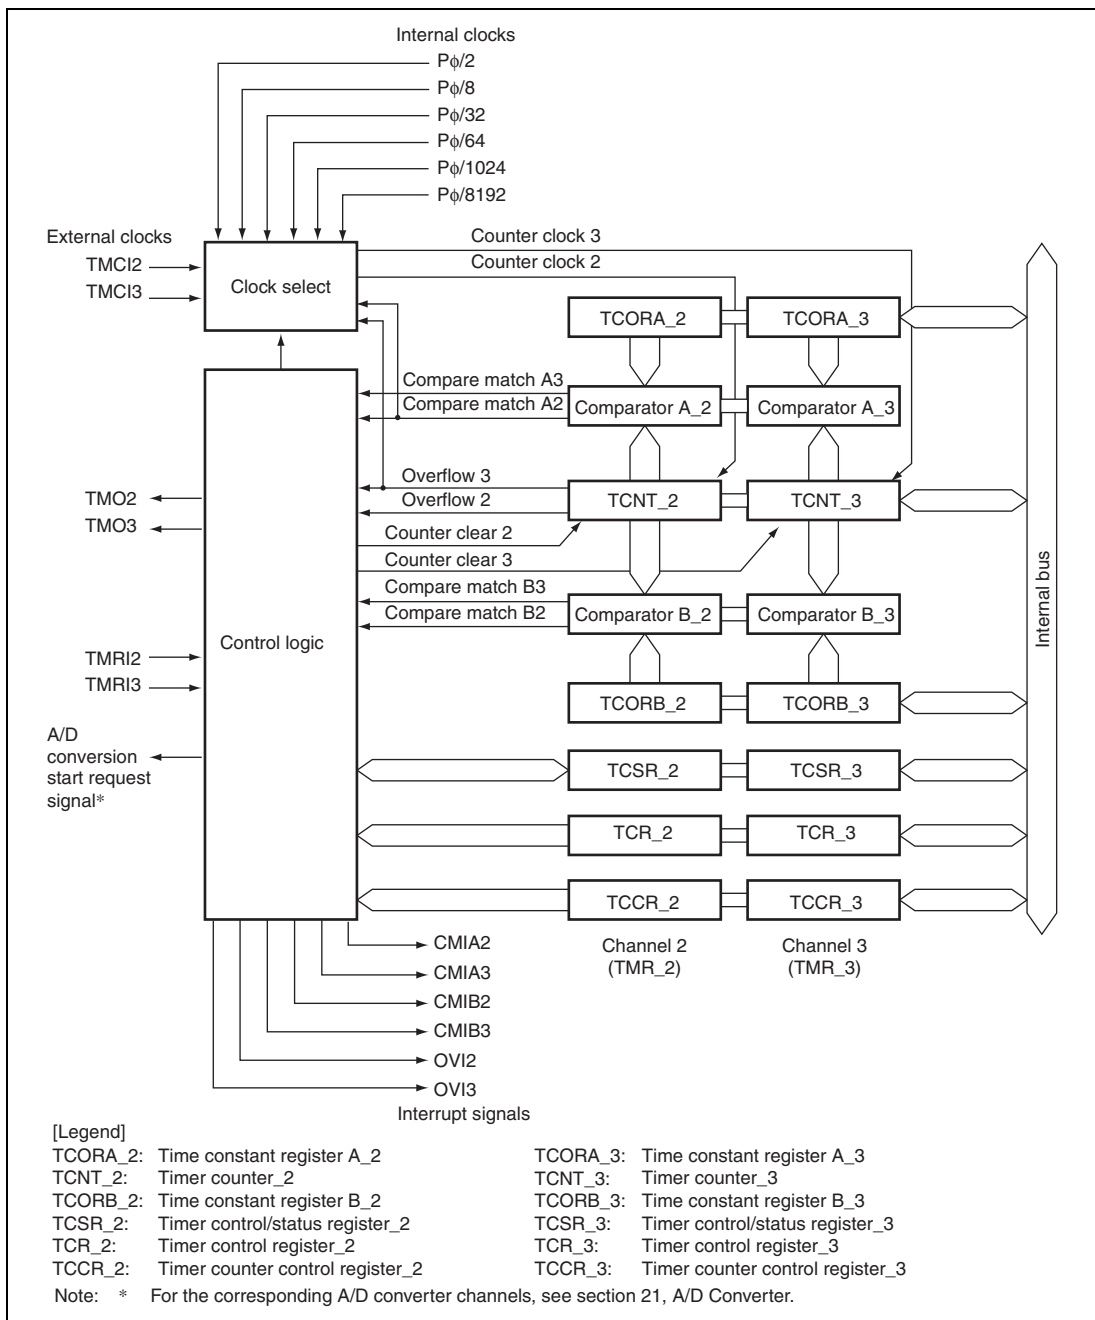 Internal clocks
Pϕ/2
Pϕ/8
Pϕ/32
Pϕ/64
Pϕ/1024
Pϕ/8192
External clocks
TMCI2
TMCI3
Clock select
Counter clock 3
Counter clock 2
TCORA_2
TCORA_3
Compare match A3
Compare match A2
Comparator A_2
Comparator A_3
TMO2
TMO3
Overflow 3
Overflow 2
TCNT_2
TCNT_3
Counter clear 2
Counter clear 3
Compare match B3
Compare match B2
Comparator B_2
Comparator B_3
Control logic
Internal bus
TMRI2
TMRI3
TCORB_2
TCORB_3
A/D
conversion
start request
signal*
TCSR_2
TCSR_3
TCR_2
TCR_3
TCCR_2
TCCR_3
Channel 2
(TMR_2)
Channel 3
(TMR_3)
CMIA2
CMIA3
CMIB2
CMIB3
OVI2
OVI3
Interrupt signals
[Legend]
TCORA_2: Time constant register A_2
TCNT_2: Timer counter_2
TCORB_2: Time constant register B_2
TCSR_2: Timer control/status register_2
TCR_2: Timer control register_2
TCCR_2: Timer counter control register_2
TCORA_3: Time constant register A_3
TCNT_3: Timer counter_3
TCORB_3: Time constant register B_3
TCSR_3: Timer control/status register_3
TCR_3: Timer control register_3
TCCR_3: Timer counter control register_3
Note: * For the corresponding A/D converter channels, see section 21, A/D Converter.